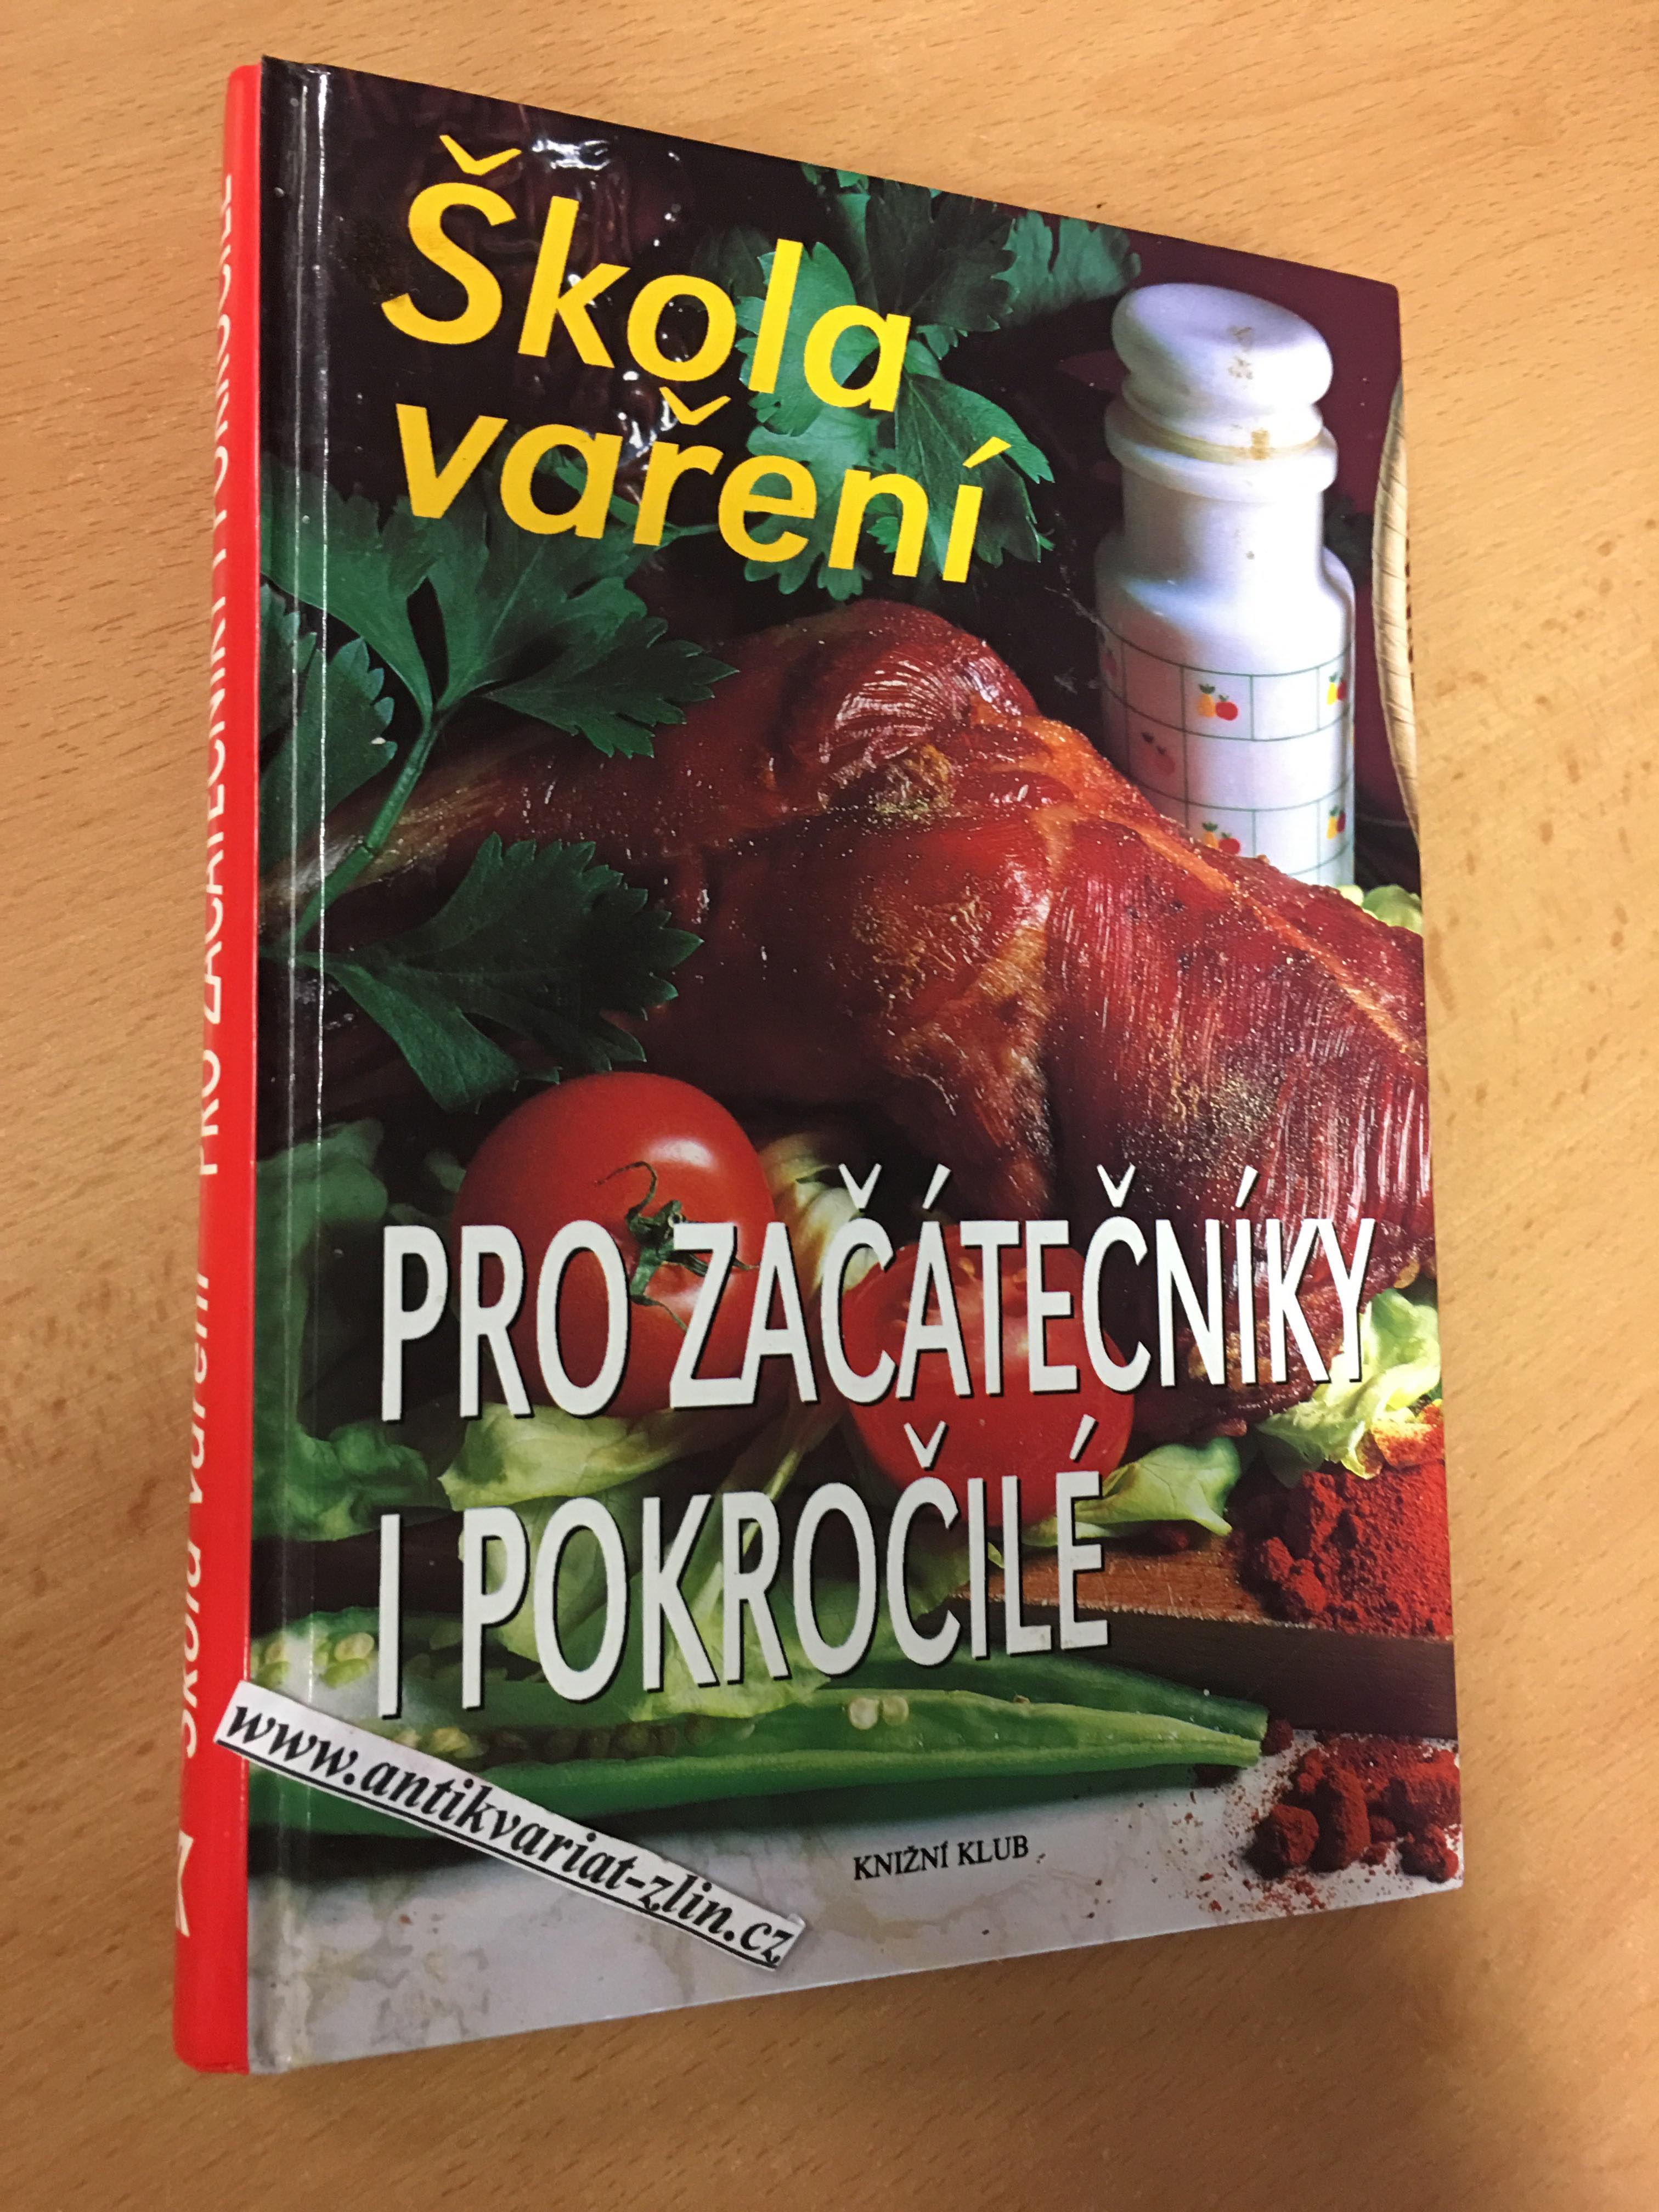 Škola
vaření
PRO ZAČÁTEČNÍKY
I POKROČILÉ
KNIŽNÍ KLUB
www.antikvariat-zlin.cz
Škola vaření PRO ZAČÁTEČNÍKY I POKROČILÉ